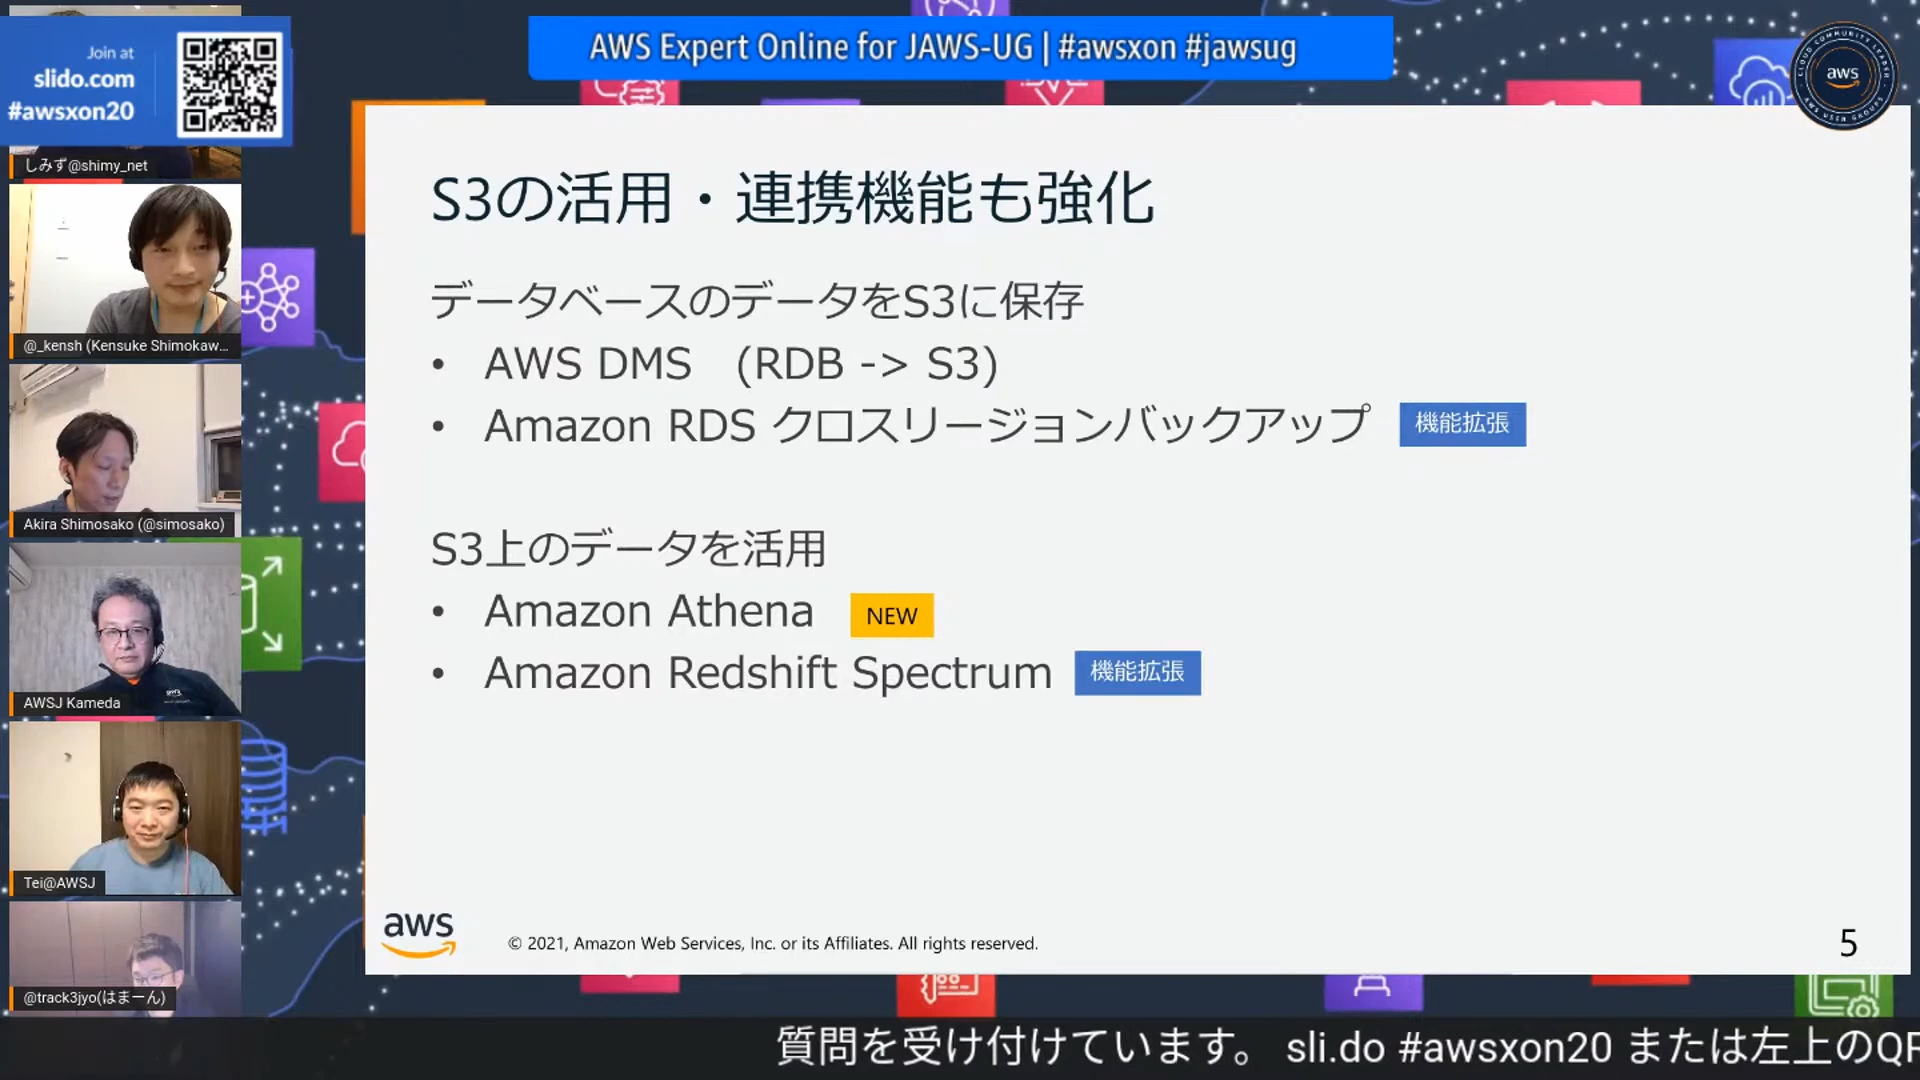 AWS Expert Online for JAWS-UG | #awsxon #jawsug
Join at
slido.com
#awsxon20
しみず@shimy_net
@_kensh (Kensuke Shimokaw...
Akira Shimosako (@simosako)
AWSJ Kameda
Tei@AWSJ
@track3jyo(はまーん)
CLOUD COMMUNITY LEADER
aws
AWS USER GROUPS
S3の活用・連携機能も強化
データベースのデータをS3に保存
• AWS DMS (RDB -> S3)
• Amazon RDS クロスリージョンバックアップ 機能拡張
S3上のデータを活用
• Amazon Athena NEW
• Amazon Redshift Spectrum 機能拡張
aws
© 2021, Amazon Web Services, Inc. or its Affiliates. All rights reserved.
5
質問を受け付けています。 sli.do #awsxon20 または左上のQR